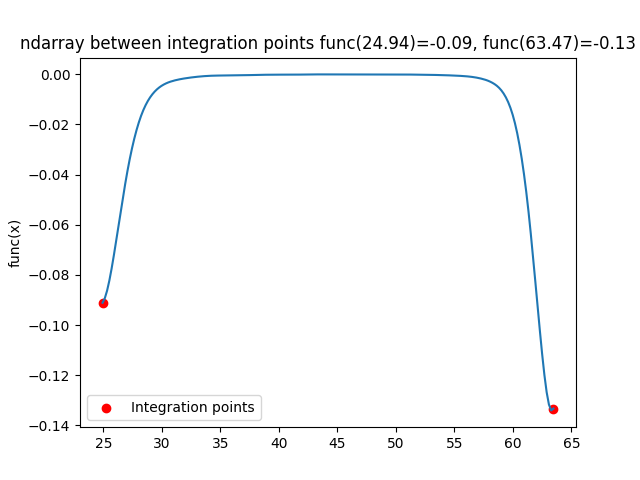 ndarray between integration points func(24.94)=-0.09, func(63.47)=-0.13
0.00
−0.02
−0.04
−0.06
−0.08
−0.10
−0.12
−0.14
func(x)
Integration points
25 30 35 40 45 50 55 60 65